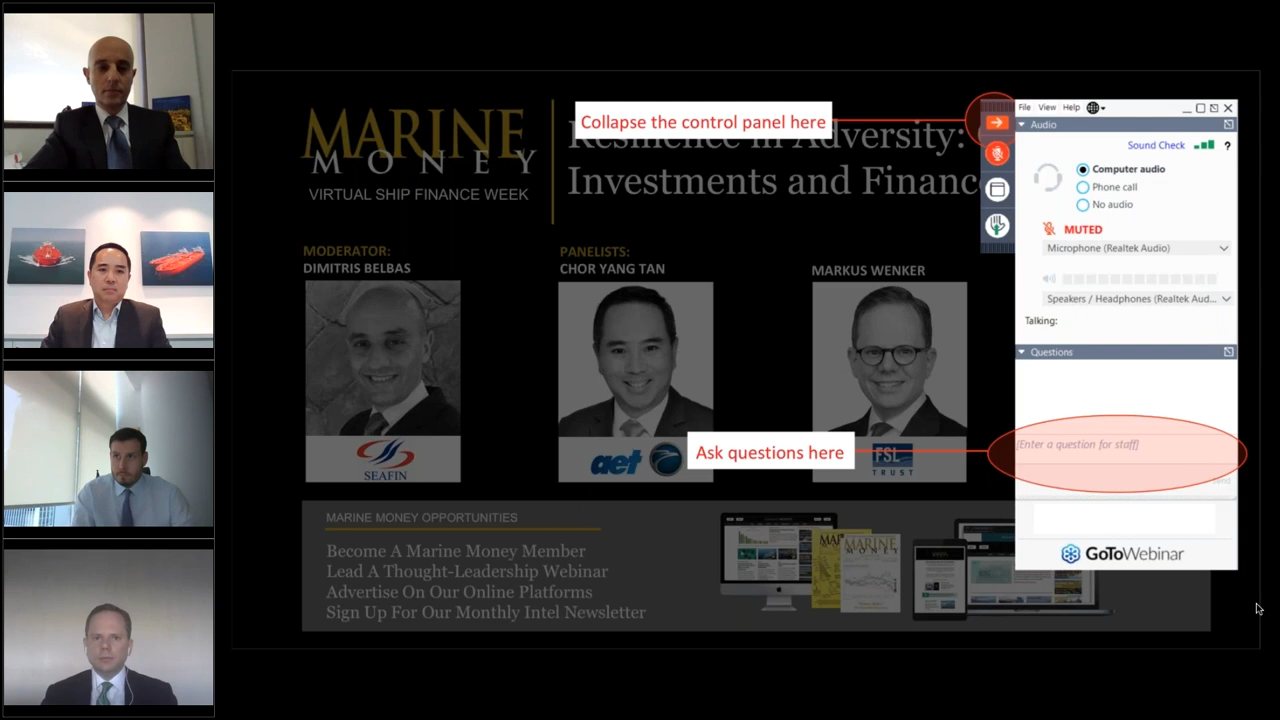 MARINE
MONEY
VIRTUAL SHIP FINANCE WEEK
Collapse the control panel here
Resilience in Adversity:
Investments and Financ
MODERATOR:
DIMITRIS BELBAS
PANELISTS:
CHOR YANG TAN
MARKUS WENKER
SEAFIN
aet
FSL
TRUST
Ask questions here
MARINE MONEY OPPORTUNITIES
Become A Marine Money Member
Lead A Thought-Leadership Webinar
Advertise On Our Online Platforms
Sign Up For Our Monthly Intel Newsletter
MARINE
MONEY
File View Help
Audio
Sound Check ?
Computer audio
Phone call
No audio
MUTED
Microphone (Realtek Audio)
Speakers / Headphones (Realtek Aud...
Talking:
Questions
[Enter a question for staff]
GoToWebinar